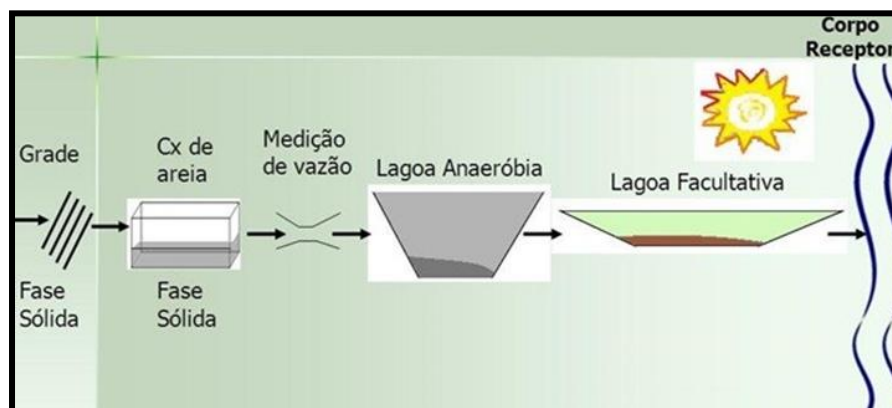 Corpo
Receptor
Grade
Cx de
areia
Medição
de vazão
Lagoa Anaeróbia
Lagoa Facultativa
Fase
Sólida
Fase
Sólida